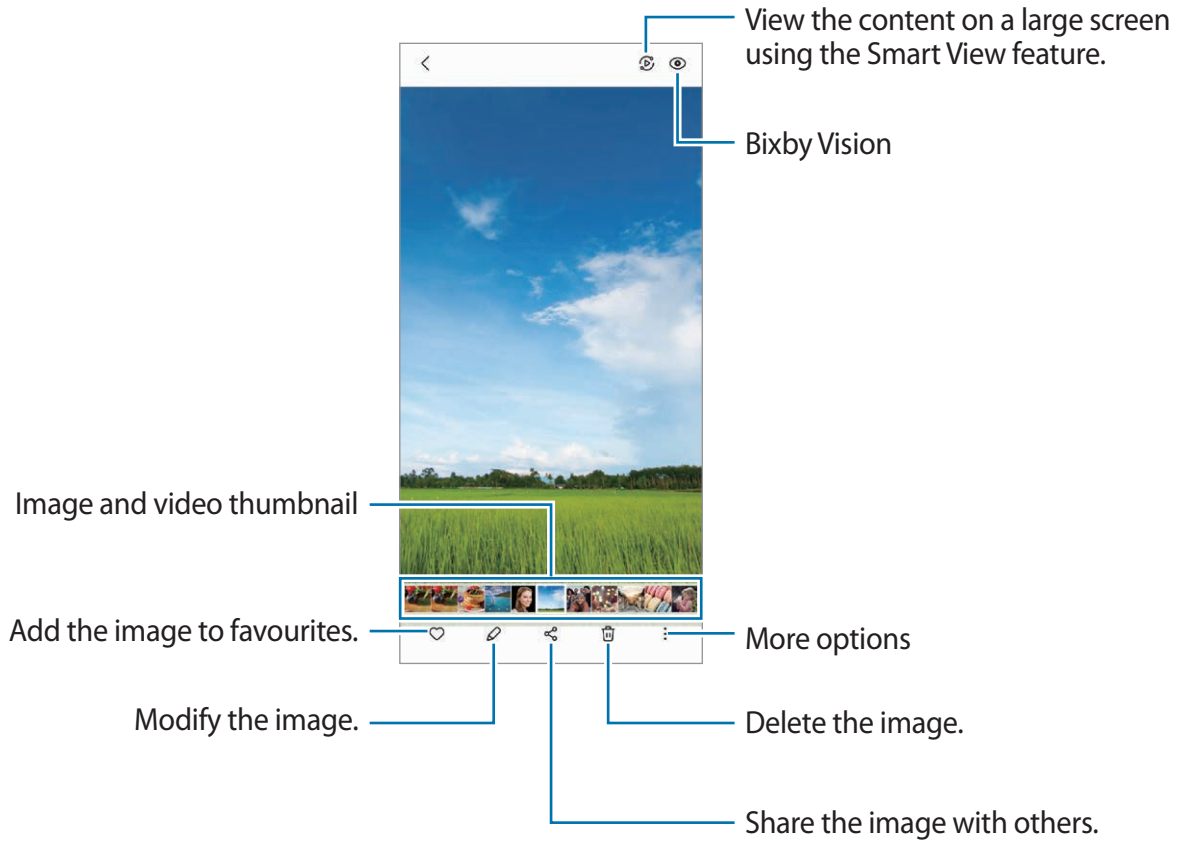 View the content on a large screen
using the Smart View feature.
Bixby Vision
Image and video thumbnail
Add the image to favourites.
More options
Modify the image.
Delete the image.
Share the image with others.